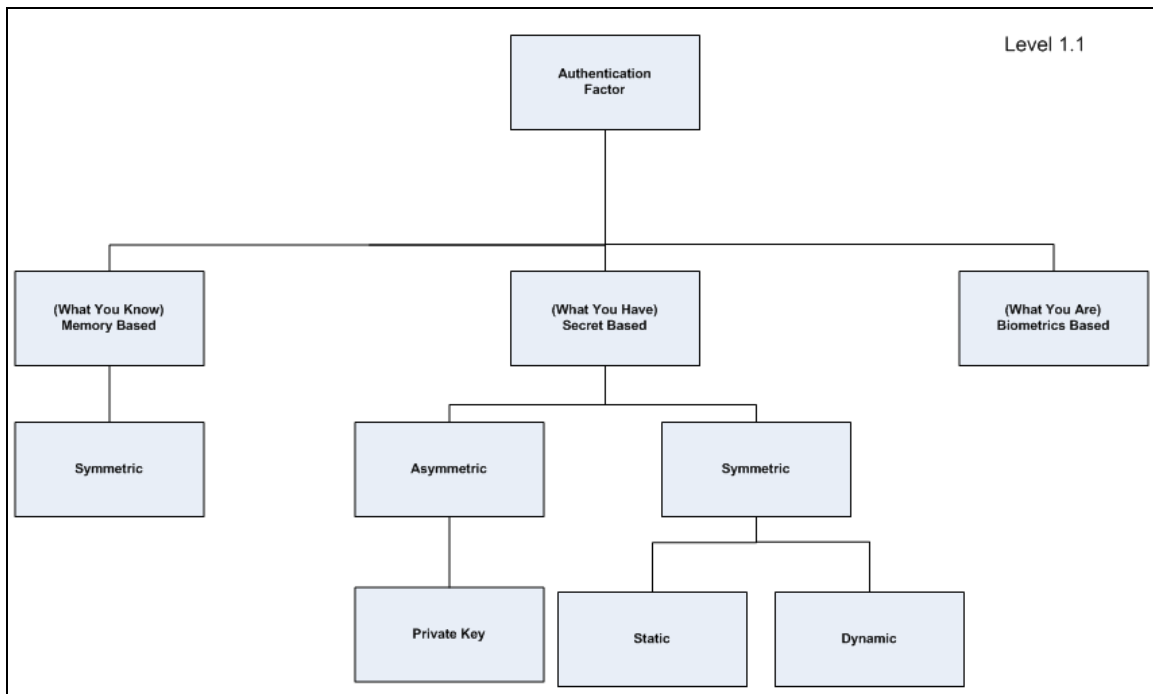 Level 1.1
Authentication
Factor
(What You Know)
Memory Based
(What You Have)
Secret Based
(What You Are)
Biometrics Based
Symmetric
Asymmetric
Symmetric
Private Key
Static
Dynamic